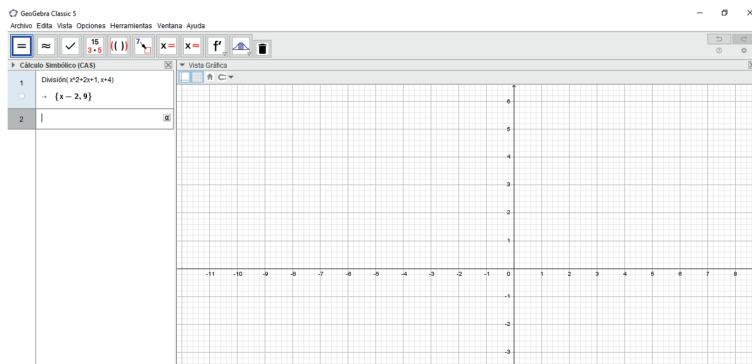 GeoGebra Classic 5
Archivo Edita Vista Opciones Herramientas Ventana Ayuda
= ≈ ✓ 15 3·5 (( )) 7 x= x≈ f'
Cálculo Simbólico (CAS)
1 División( x^2+2x+1, x+4)
→ {x − 2, 9}
2
Vista Gráfica
6
5
4
3
2
1
-11 -10 -9 -8 -7 -6 -5 -4 -3 -2 -1 0 1 2 3 4 5 6 7 8
-1
-2
-3